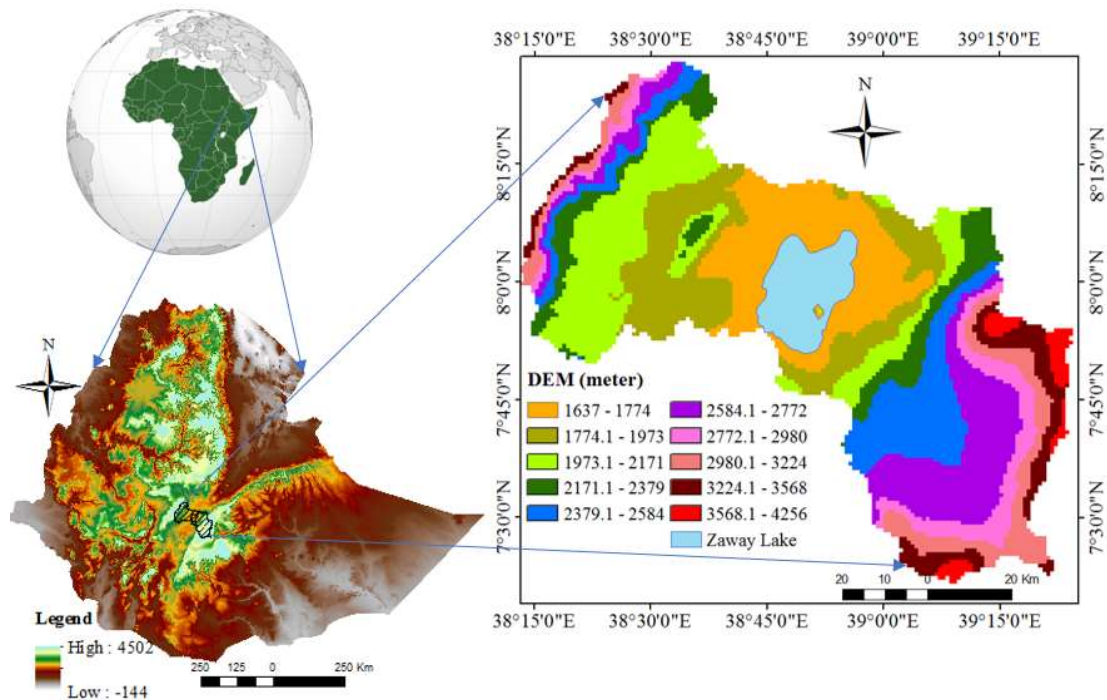 38°15'0"E 38°30'0"E 38°45'0"E 39°0'0"E 39°15'0"E
N
8°15'0"N
8°0'0"N
7°45'0"N
7°30'0"N
8°15'0"N
8°0'0"N
7°45'0"N
7°30'0"N
DEM (meter)
1637 - 1774
1774.1 - 1973
1973.1 - 2171
2171.1 - 2379
2379.1 - 2584
2584.1 - 2772
2772.1 - 2980
2980.1 - 3224
3224.1 - 3568
3568.1 - 4256
Zaway Lake
20 10 0 20 Km
38°15'0"E 38°30'0"E 38°45'0"E 39°0'0"E 39°15'0"E
N
Legend
High : 4502
Low : -144
250 125 0 250 Km